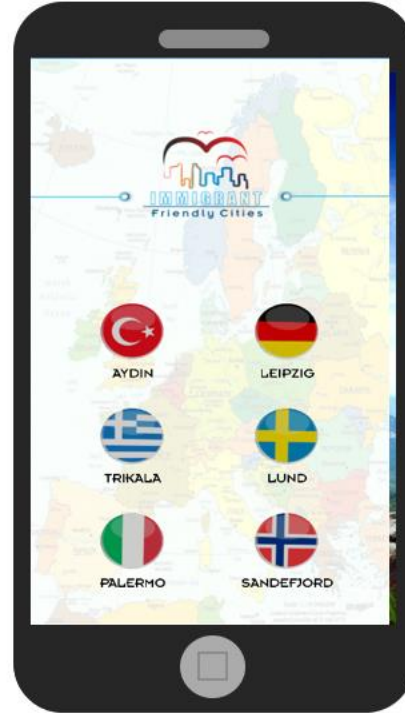 IMMIGRANT
Friendly Cities
AYDIN
LEIPZIG
TRIKALA
LUND
PALERMO
SANDEFJORD